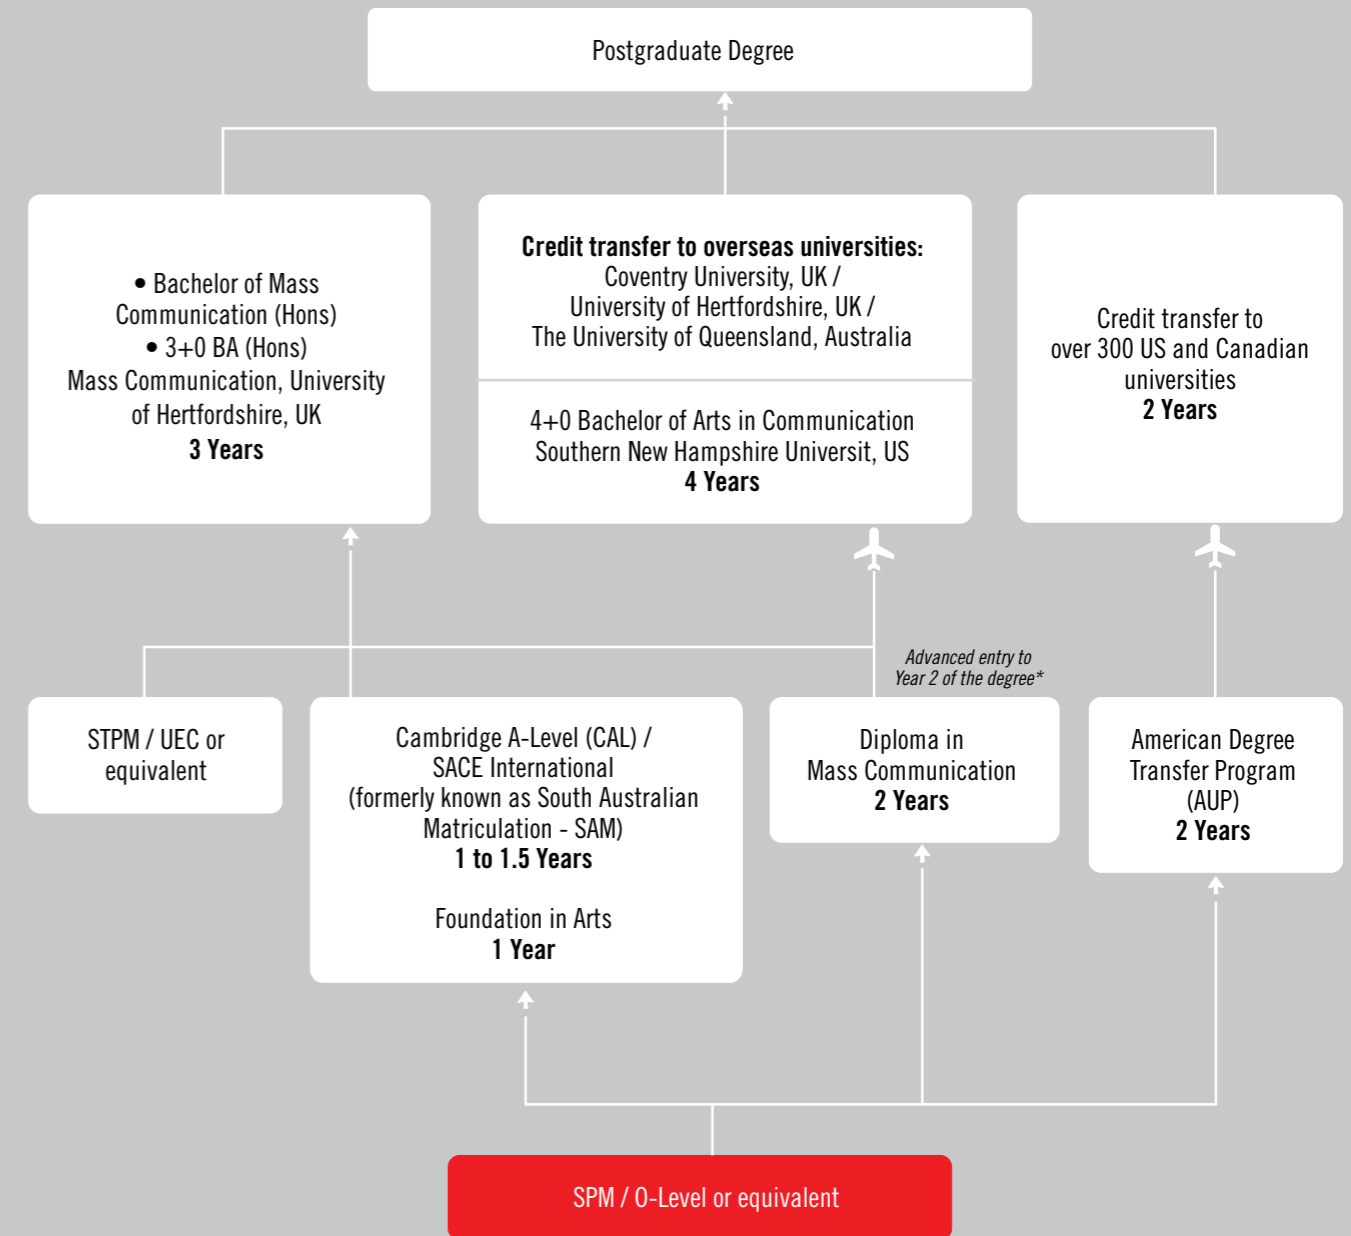 Postgraduate Degree
• Bachelor of Mass
Communication (Hons)
• 3+0 BA (Hons)
Mass Communication, University
of Hertfordshire, UK
3 Years
Credit transfer to overseas universities:
Coventry University, UK /
University of Hertfordshire, UK /
The University of Queensland, Australia
4+0 Bachelor of Arts in Communication
Southern New Hampshire Universit, US
4 Years
Credit transfer to
over 300 US and Canadian
universities
2 Years
Advanced entry to
Year 2 of the degree*
STPM / UEC or
equivalent
Cambridge A-Level (CAL) /
SACE International
(formerly known as South Australian
Matriculation - SAM)
1 to 1.5 Years
Foundation in Arts
1 Year
Diploma in
Mass Communication
2 Years
American Degree
Transfer Program
(AUP)
2 Years
SPM / O-Level or equivalent